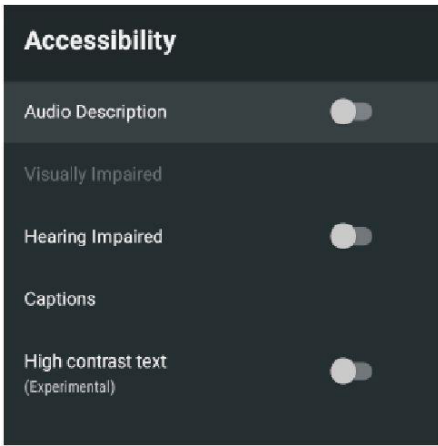 Accessibility
Audio Description
Visually Impaired
Hearing Impaired
Captions
High contrast text
(Experimental)